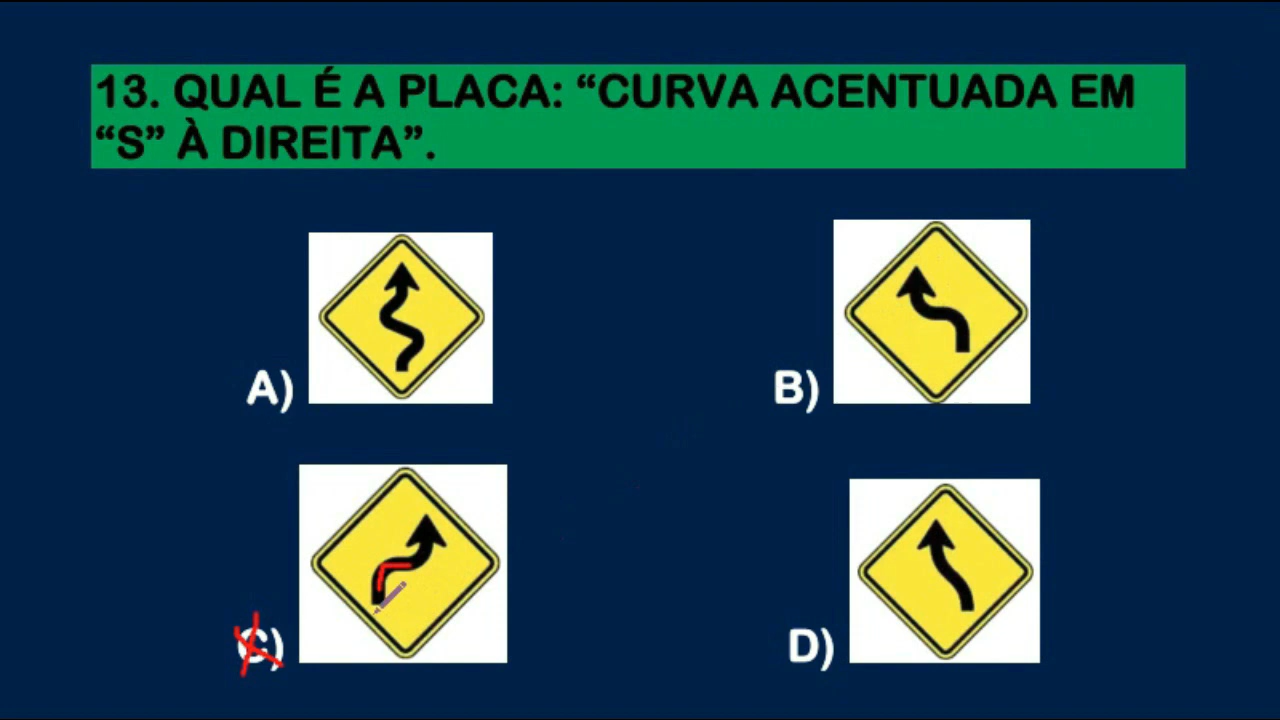 13. QUAL É A PLACA: “CURVA ACENTUADA EM
“S” À DIREITA”.
A)
B)
C)
D)